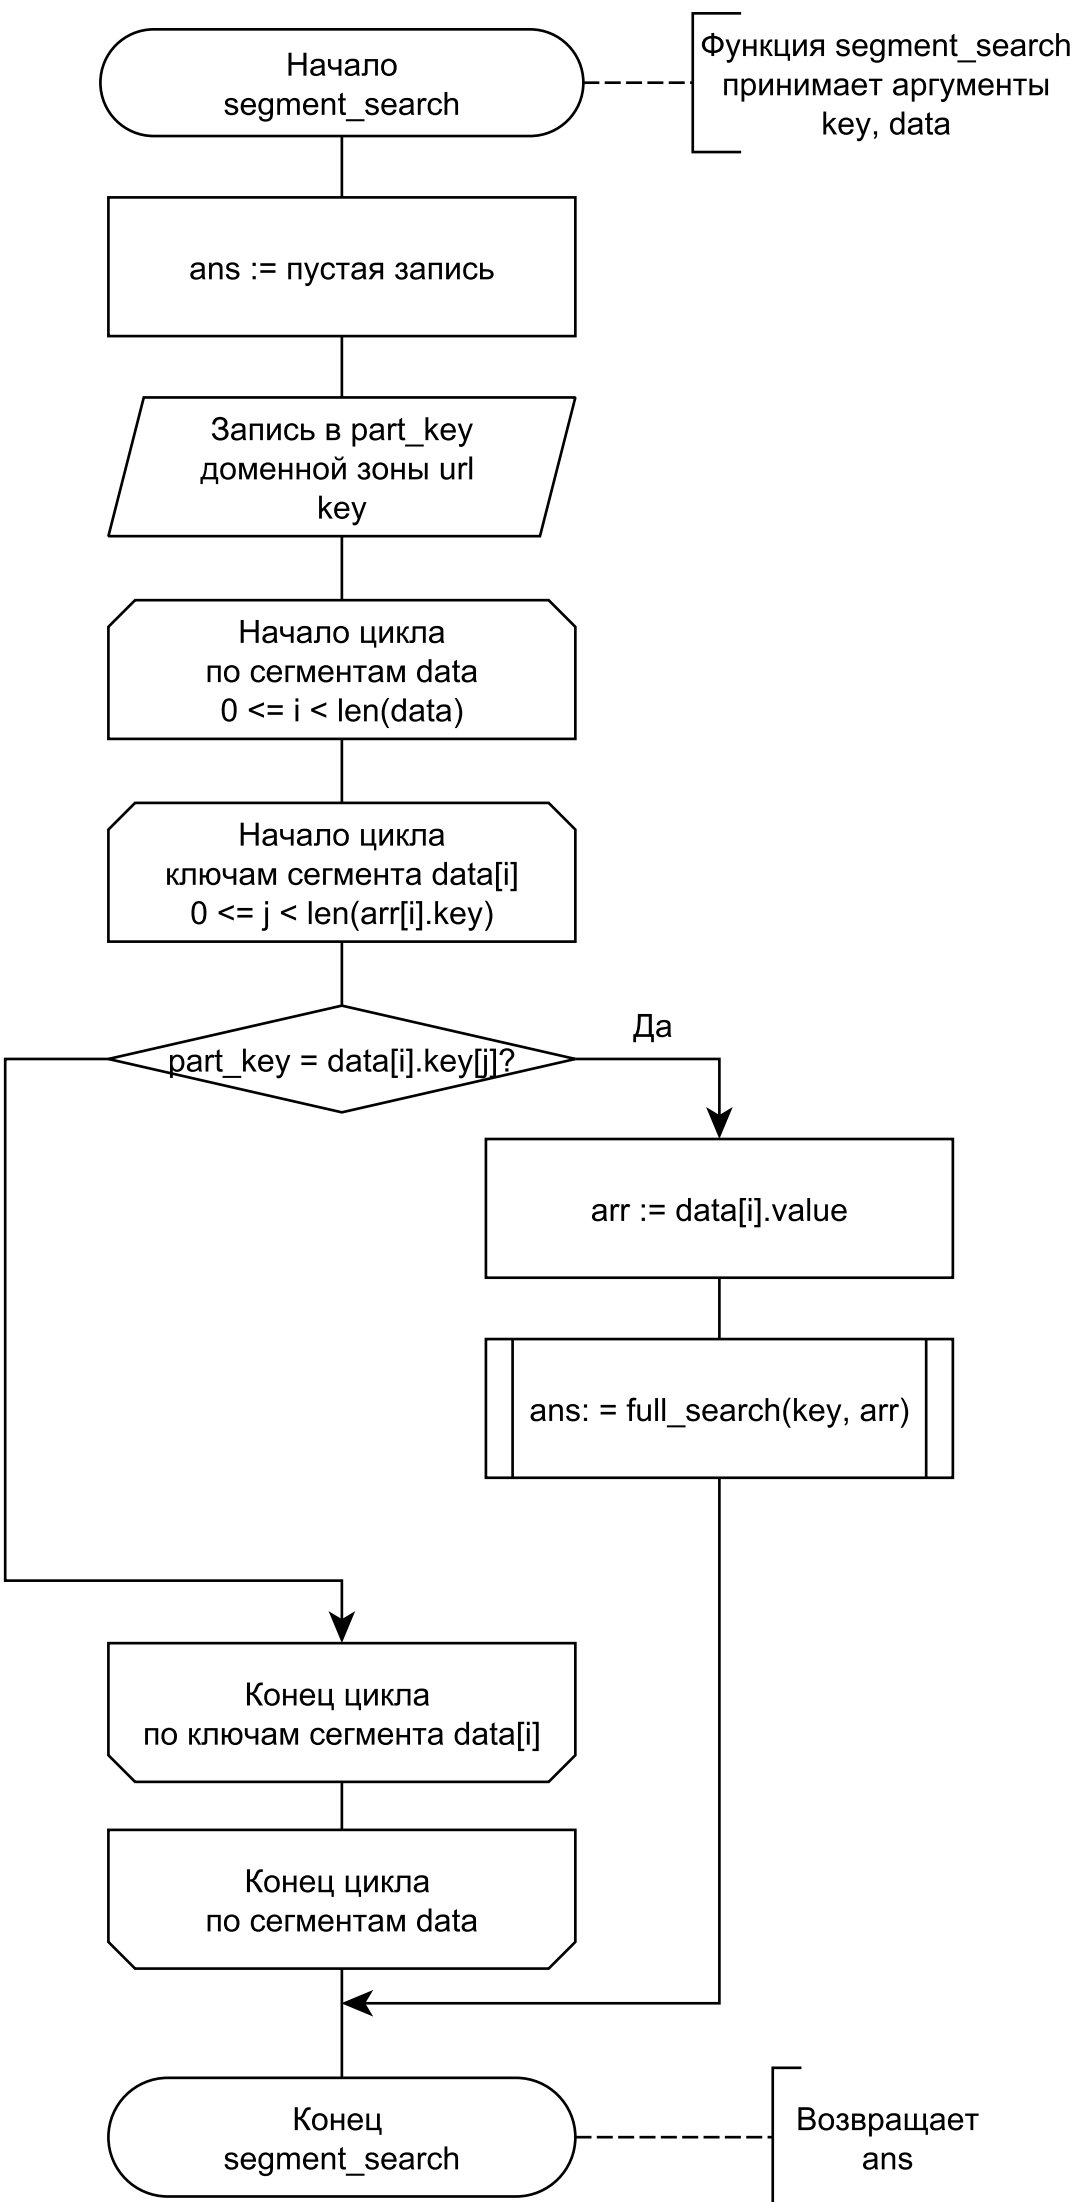 Начало
segment_search
Функция segment_search
принимает аргументы
key, data
ans := пустая запись
Запись в part_key
доменной зоны url
key
Начало цикла
по сегментам data
0 <= i < len(data)
Начало цикла
ключам сегмента data[i]
0 <= j < len(arr[i].key)
Да
part_key = data[i].key[j]?
arr := data[i].value
ans: = full_search(key, arr)
Конец цикла
по ключам сегмента data[i]
Конец цикла
по сегментам data
Конец
segment_search
Возвращает
ans